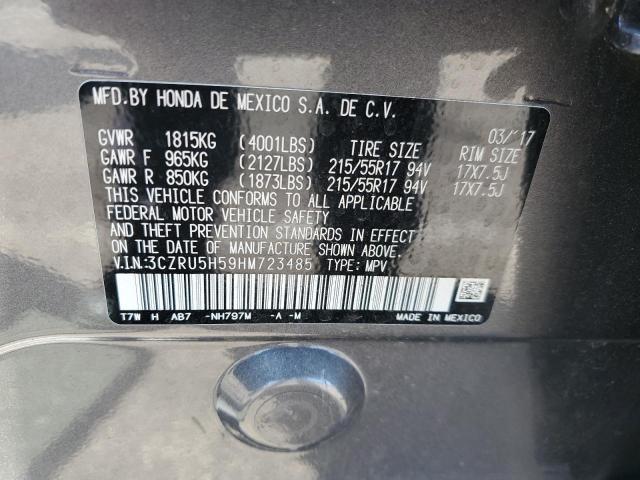 MFD.BY HONDA DE MEXICO S.A. DE C.V.
03/'17
GVWR 1815KG (4001LBS) TIRE SIZE RIM SIZE
GAWR F 965KG (2127LBS) 215/55R17 94V 17X7.5J
GAWR R 850KG (1873LBS) 215/55R17 94V 17X7.5J
THIS VEHICLE CONFORMS TO ALL APPLICABLE
FEDERAL MOTOR VEHICLE SAFETY
AND THEFT PREVENTION STANDARDS IN EFFECT
ON THE DATE OF MANUFACTURE SHOWN ABOVE.
V.I.N:3CZRU5H59HM723485 TYPE: MPV
T7W H AB7 -NH797M -A -M MADE IN MEXICO